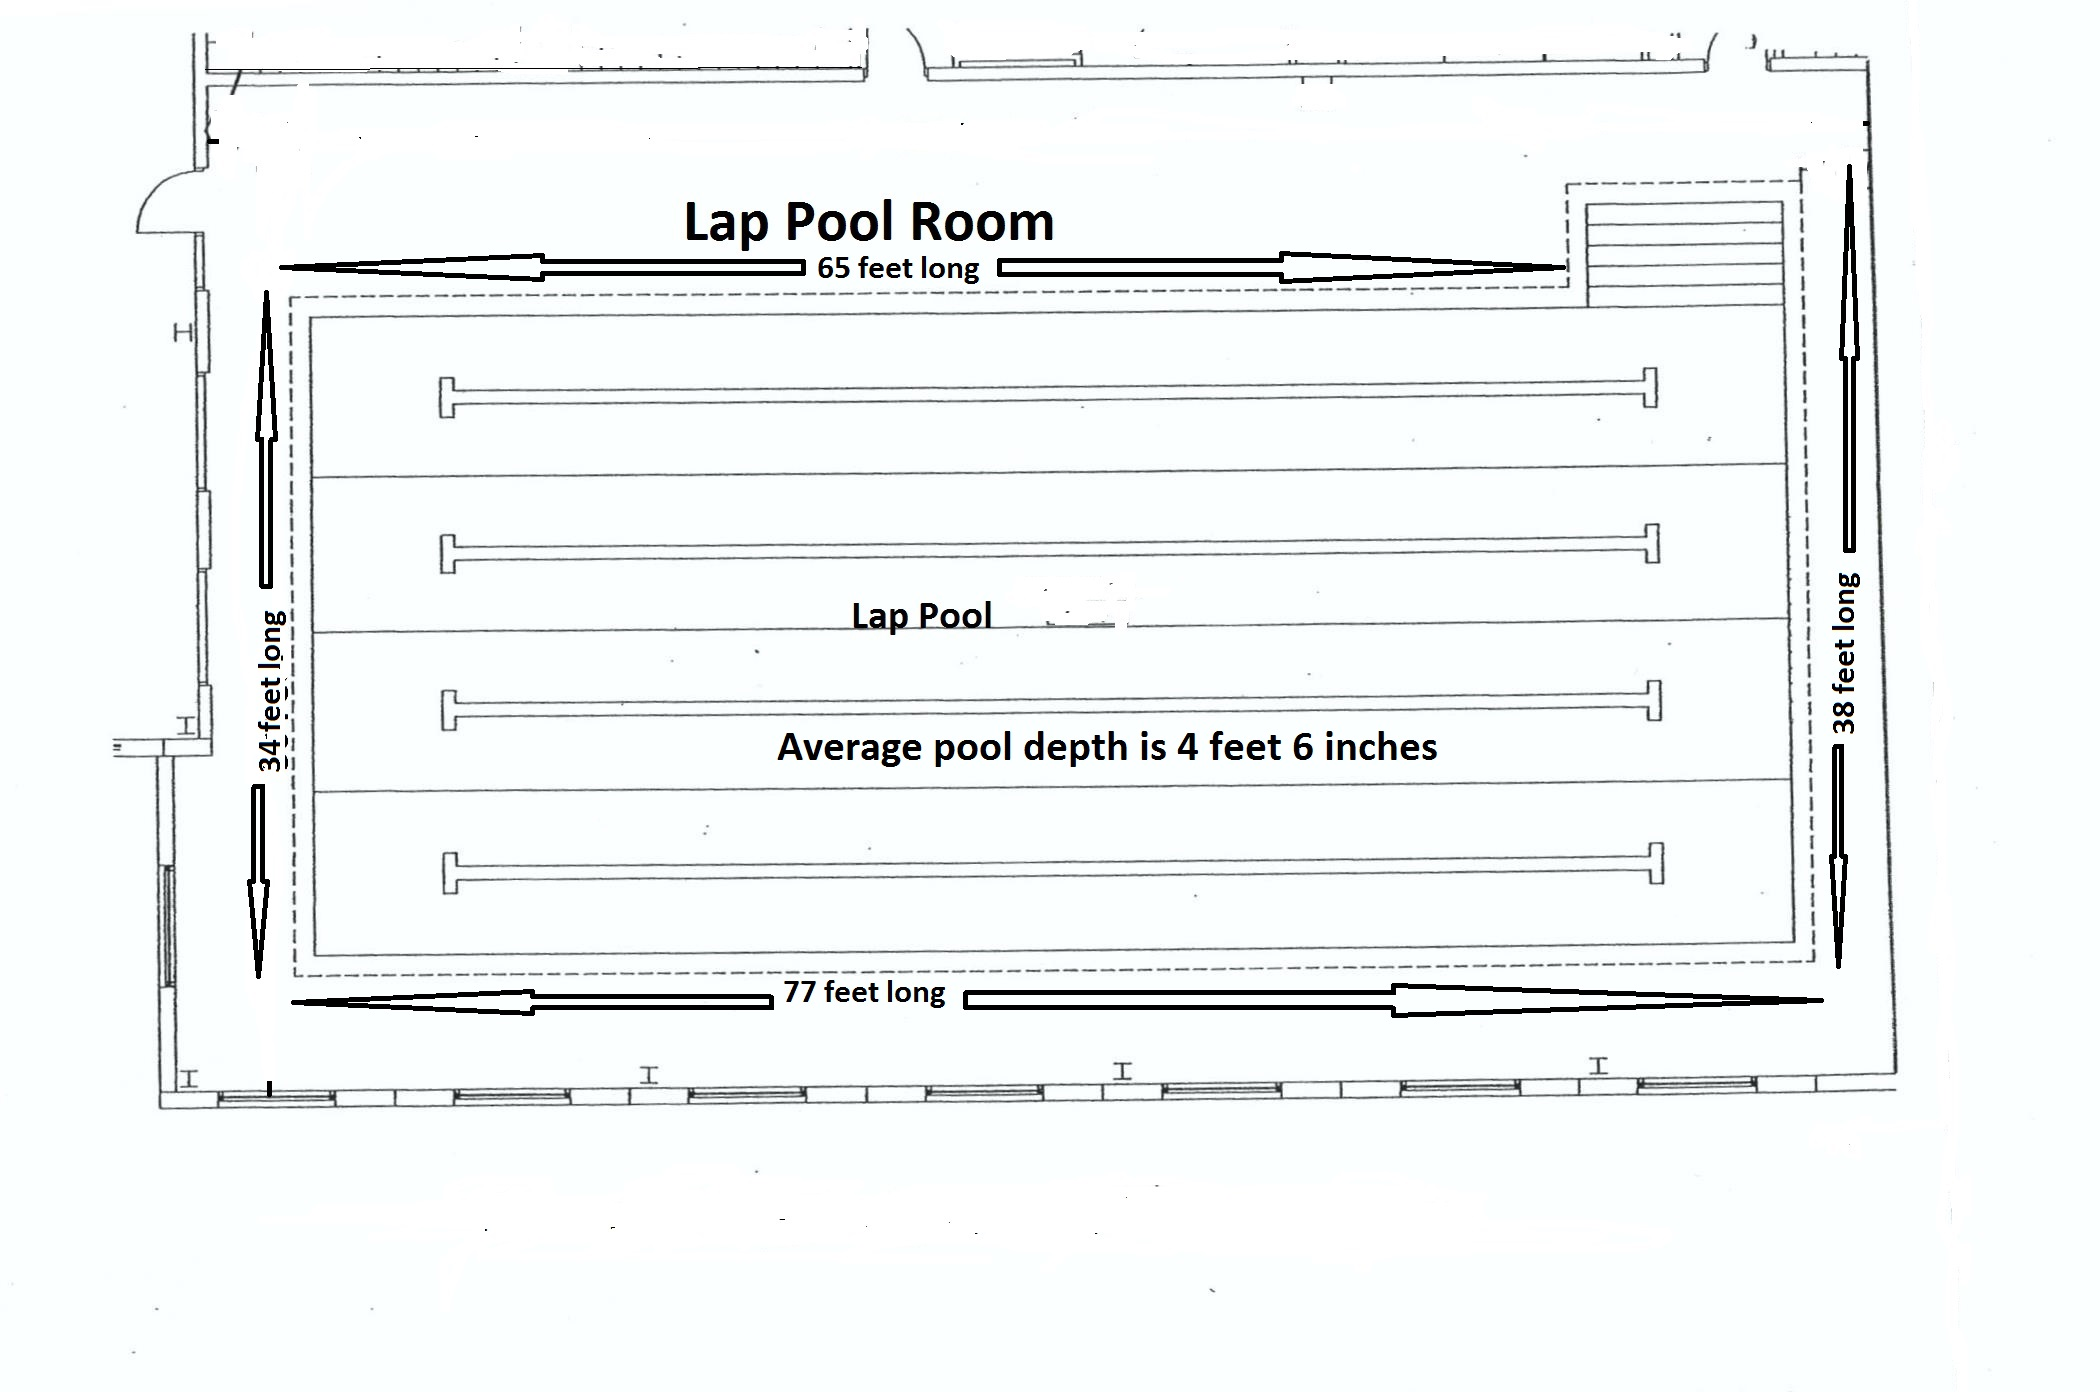 Lap Pool Room
65 feet long
34 feet long
38 feet long
Lap Pool
Average pool depth is 4 feet 6 inches
77 feet long